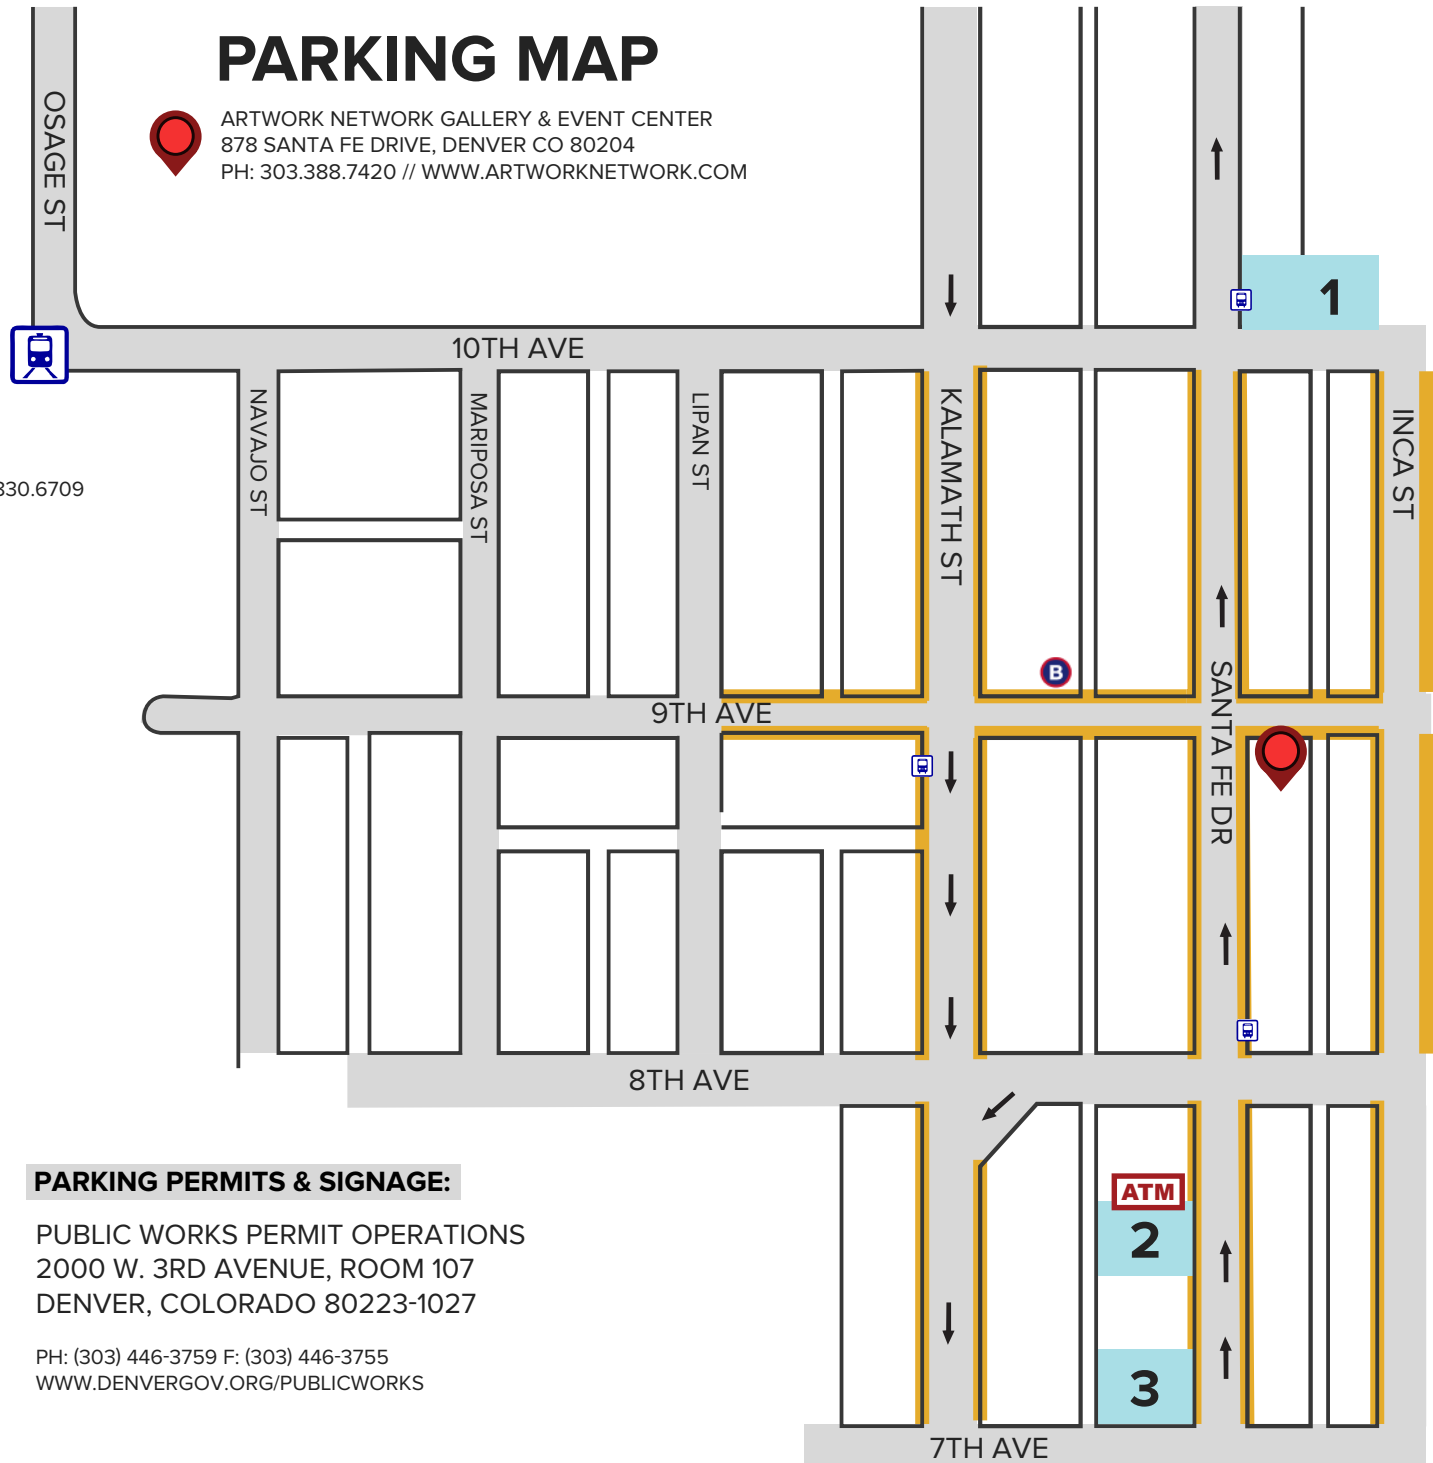 PARKING MAP
ARTWORK NETWORK GALLERY & EVENT CENTER
878 SANTA FE DRIVE, DENVER CO 80204
PH: 303.388.7420 // WWW.ARTWORKNETWORK.COM
OSAGE ST
1
10TH AVE
NAVAJO ST
MARIPOSA ST
LIPAN ST
KALAMATH ST
INCA ST
330.6709
B
SANTA FE DR
9TH AVE
8TH AVE
PARKING PERMITS & SIGNAGE:
PUBLIC WORKS PERMIT OPERATIONS
2000 W. 3RD AVENUE, ROOM 107
DENVER, COLORADO 80223-1027
PH: (303) 446-3759 F: (303) 446-3755
WWW.DENVERGOV.ORG/PUBLICWORKS
ATM
2
3
7TH AVE